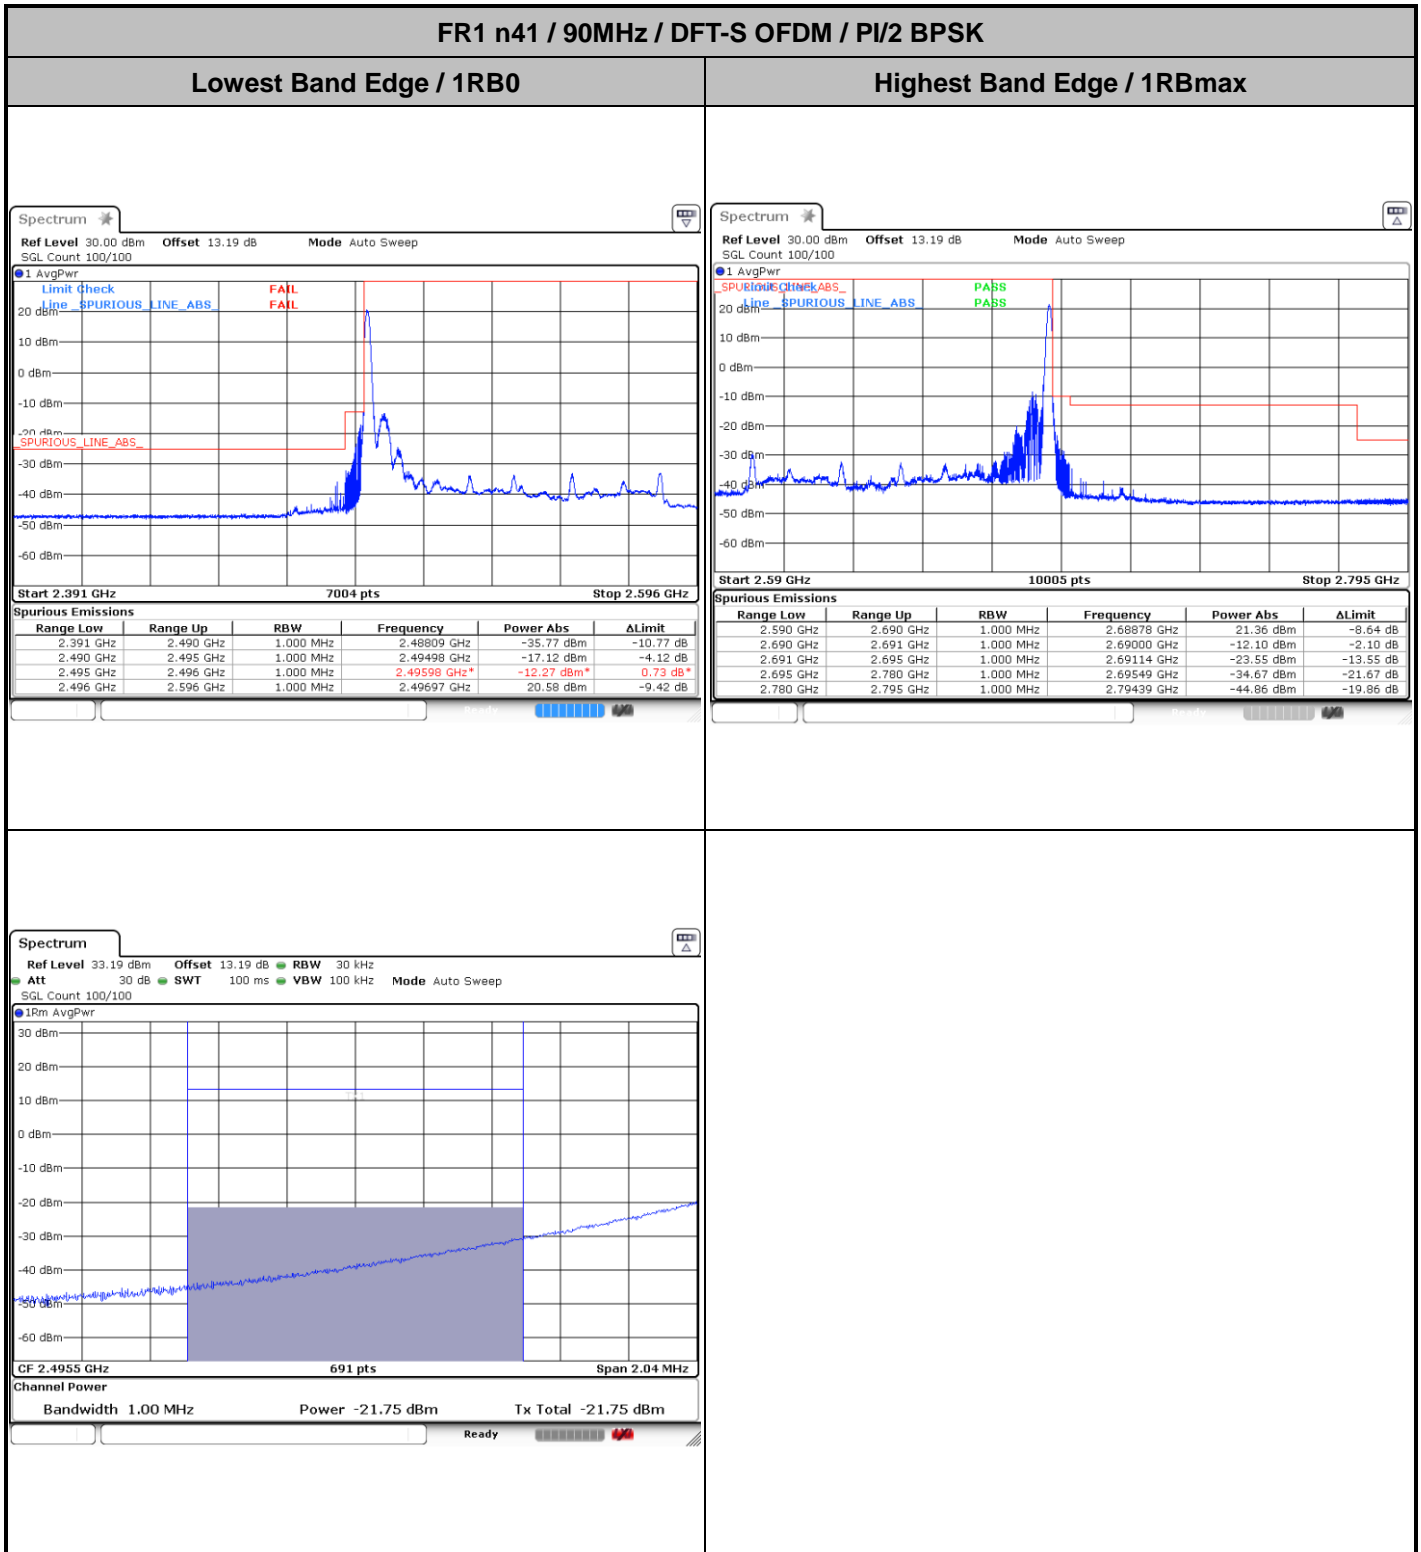 FR1 n41 / 90MHz / DFT-S OFDM / PI/2 BPSK
Lowest Band Edge / 1RB0
Highest Band Edge / 1RBmax
Spectrum
Ref Level 30.00 dBm Offset 13.19 dB Mode Auto Sweep
SGL Count 100/100
1 AvgPwr
Limit Check FAIL
Line _SPURIOUS_LINE_ABS_ FAIL
20 dBm
10 dBm
0 dBm
-10 dBm
-20 dBm
_SPURIOUS_LINE_ABS_
-30 dBm
-40 dBm
-50 dBm
-60 dBm
Start 2.391 GHz 7004 pts Stop 2.596 GHz
Spurious Emissions
Range Low Range Up RBW Frequency Power Abs ΔLimit
2.391 GHz 2.490 GHz 1.000 MHz 2.48809 GHz -35.77 dBm -10.77 dB
2.490 GHz 2.495 GHz 1.000 MHz 2.49498 GHz -17.12 dBm -4.12 dB
2.495 GHz 2.496 GHz 1.000 MHz 2.49598 GHz* -12.27 dBm* 0.73 dB*
2.496 GHz 2.596 GHz 1.000 MHz 2.49697 GHz 20.58 dBm -9.42 dB
Ready
Spectrum
Ref Level 30.00 dBm Offset 13.19 dB Mode Auto Sweep
SGL Count 100/100
1 AvgPwr
_SPURIOUS_LINE_ABS_
Limit Check PASS
Line _SPURIOUS_LINE_ABS_ PASS
20 dBm
10 dBm
0 dBm
-10 dBm
-20 dBm
-30 dBm
-40 dBm
-50 dBm
-60 dBm
Start 2.59 GHz 10005 pts Stop 2.795 GHz
Spurious Emissions
Range Low Range Up RBW Frequency Power Abs ΔLimit
2.590 GHz 2.690 GHz 1.000 MHz 2.68878 GHz 21.36 dBm -8.64 dB
2.690 GHz 2.691 GHz 1.000 MHz 2.69000 GHz -12.10 dBm -2.10 dB
2.691 GHz 2.695 GHz 1.000 MHz 2.69114 GHz -23.55 dBm -13.55 dB
2.695 GHz 2.780 GHz 1.000 MHz 2.69549 GHz -34.67 dBm -21.67 dB
2.780 GHz 2.795 GHz 1.000 MHz 2.79439 GHz -44.86 dBm -19.86 dB
Ready
Spectrum
Ref Level 33.19 dBm Offset 13.19 dB RBW 30 kHz
Att 30 dB SWT 100 ms VBW 100 kHz Mode Auto Sweep
SGL Count 100/100
1Rm AvgPwr
30 dBm
20 dBm
10 dBm
0 dBm
-10 dBm
-20 dBm
-30 dBm
-40 dBm
-50 dBm
-60 dBm
CF 2.4955 GHz 691 pts Span 2.04 MHz
Channel Power
Bandwidth 1.00 MHz Power -21.75 dBm Tx Total -21.75 dBm
Ready